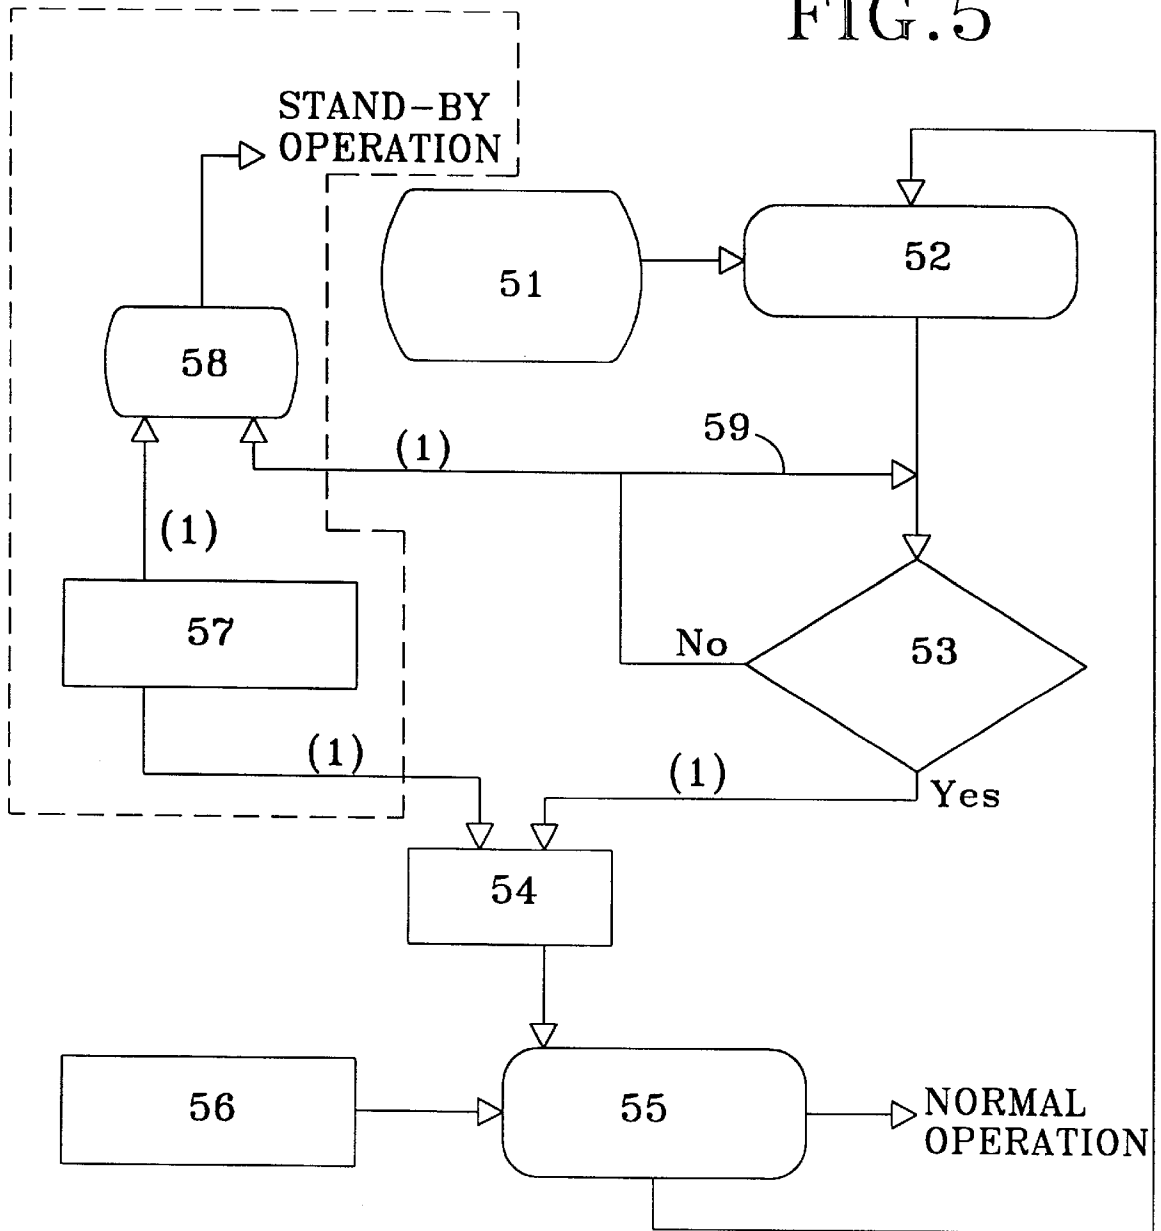 FIG.5
STAND-BY
OPERATION
52
51
58
59
(1)
(1)
57
No
53
(1)
(1)
Yes
54
56
55
NORMAL
OPERATION